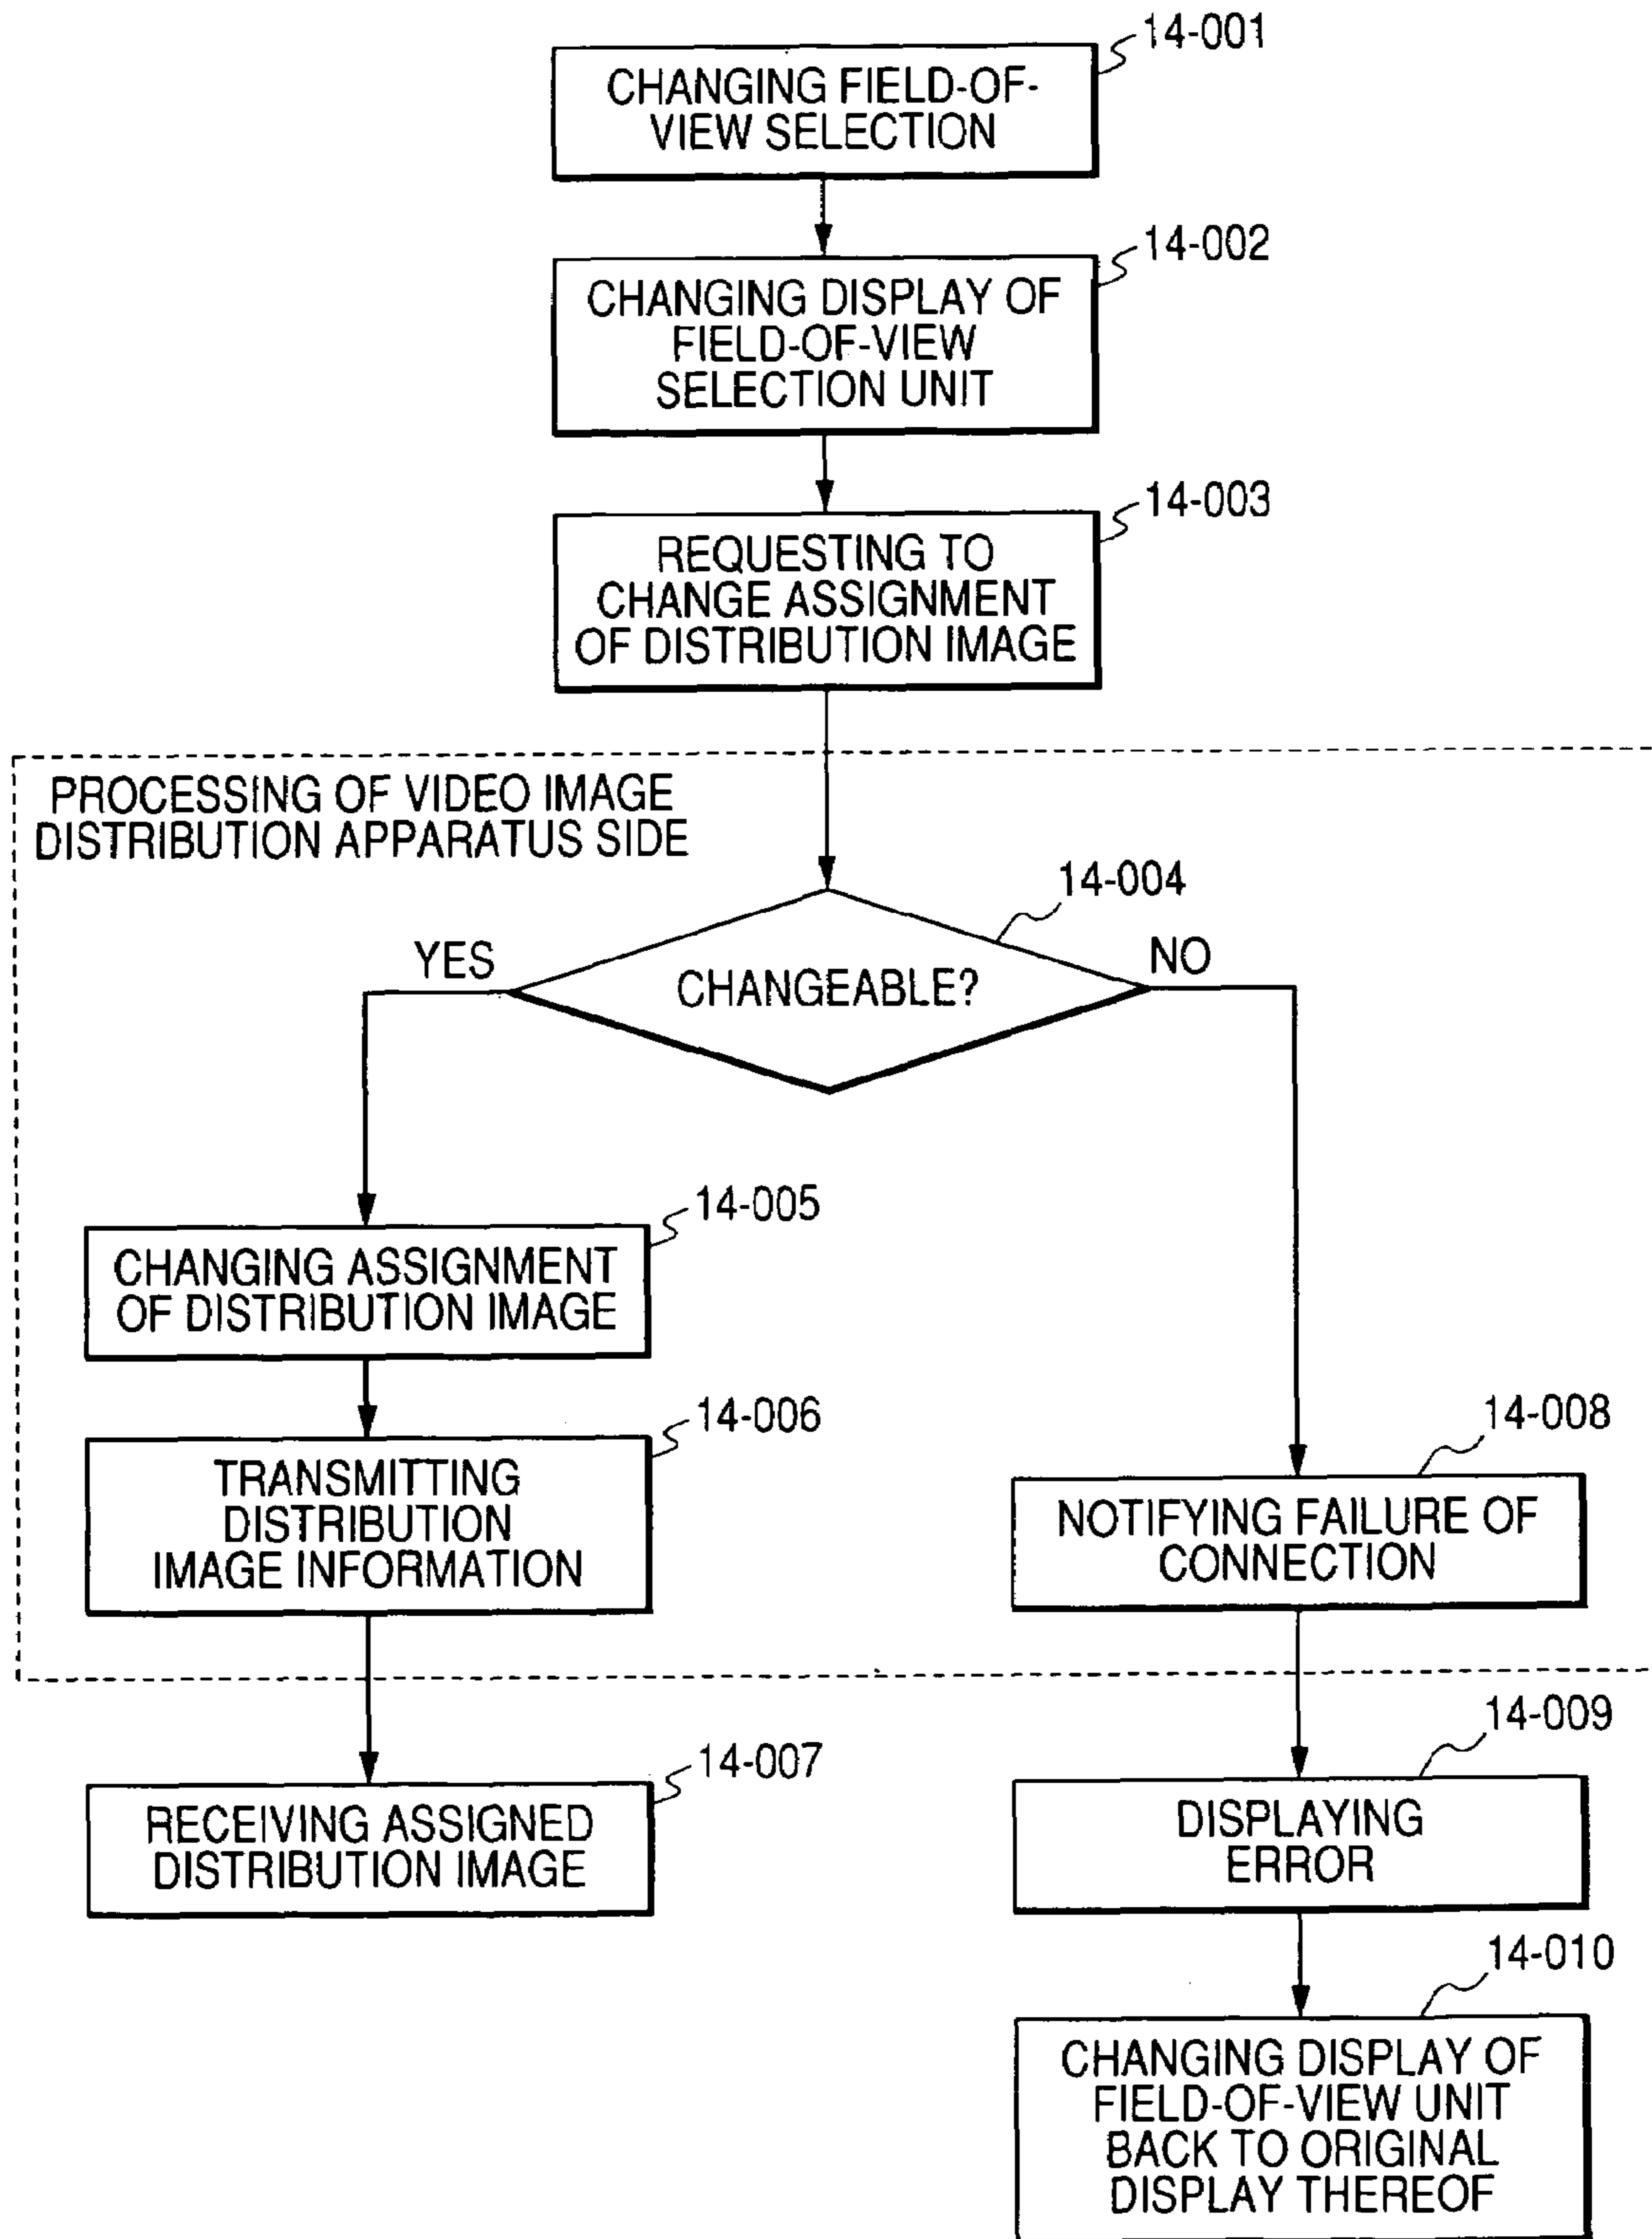 14-001
CHANGING FIELD-OF-
VIEW SELECTION
14-002
CHANGING DISPLAY OF
FIELD-OF-VIEW
SELECTION UNIT
14-003
REQUESTING TO
CHANGE ASSIGNMENT
OF DISTRIBUTION IMAGE
PROCESSING OF VIDEO IMAGE
DISTRIBUTION APPARATUS SIDE
14-004
YES
CHANGEABLE?
NO
14-005
CHANGING ASSIGNMENT
OF DISTRIBUTION IMAGE
14-006
TRANSMITTING
DISTRIBUTION
IMAGE INFORMATION
14-008
NOTIFYING FAILURE OF
CONNECTION
14-007
RECEIVING ASSIGNED
DISTRIBUTION IMAGE
14-009
DISPLAYING
ERROR
14-010
CHANGING DISPLAY OF
FIELD-OF-VIEW UNIT
BACK TO ORIGINAL
DISPLAY THEREOF